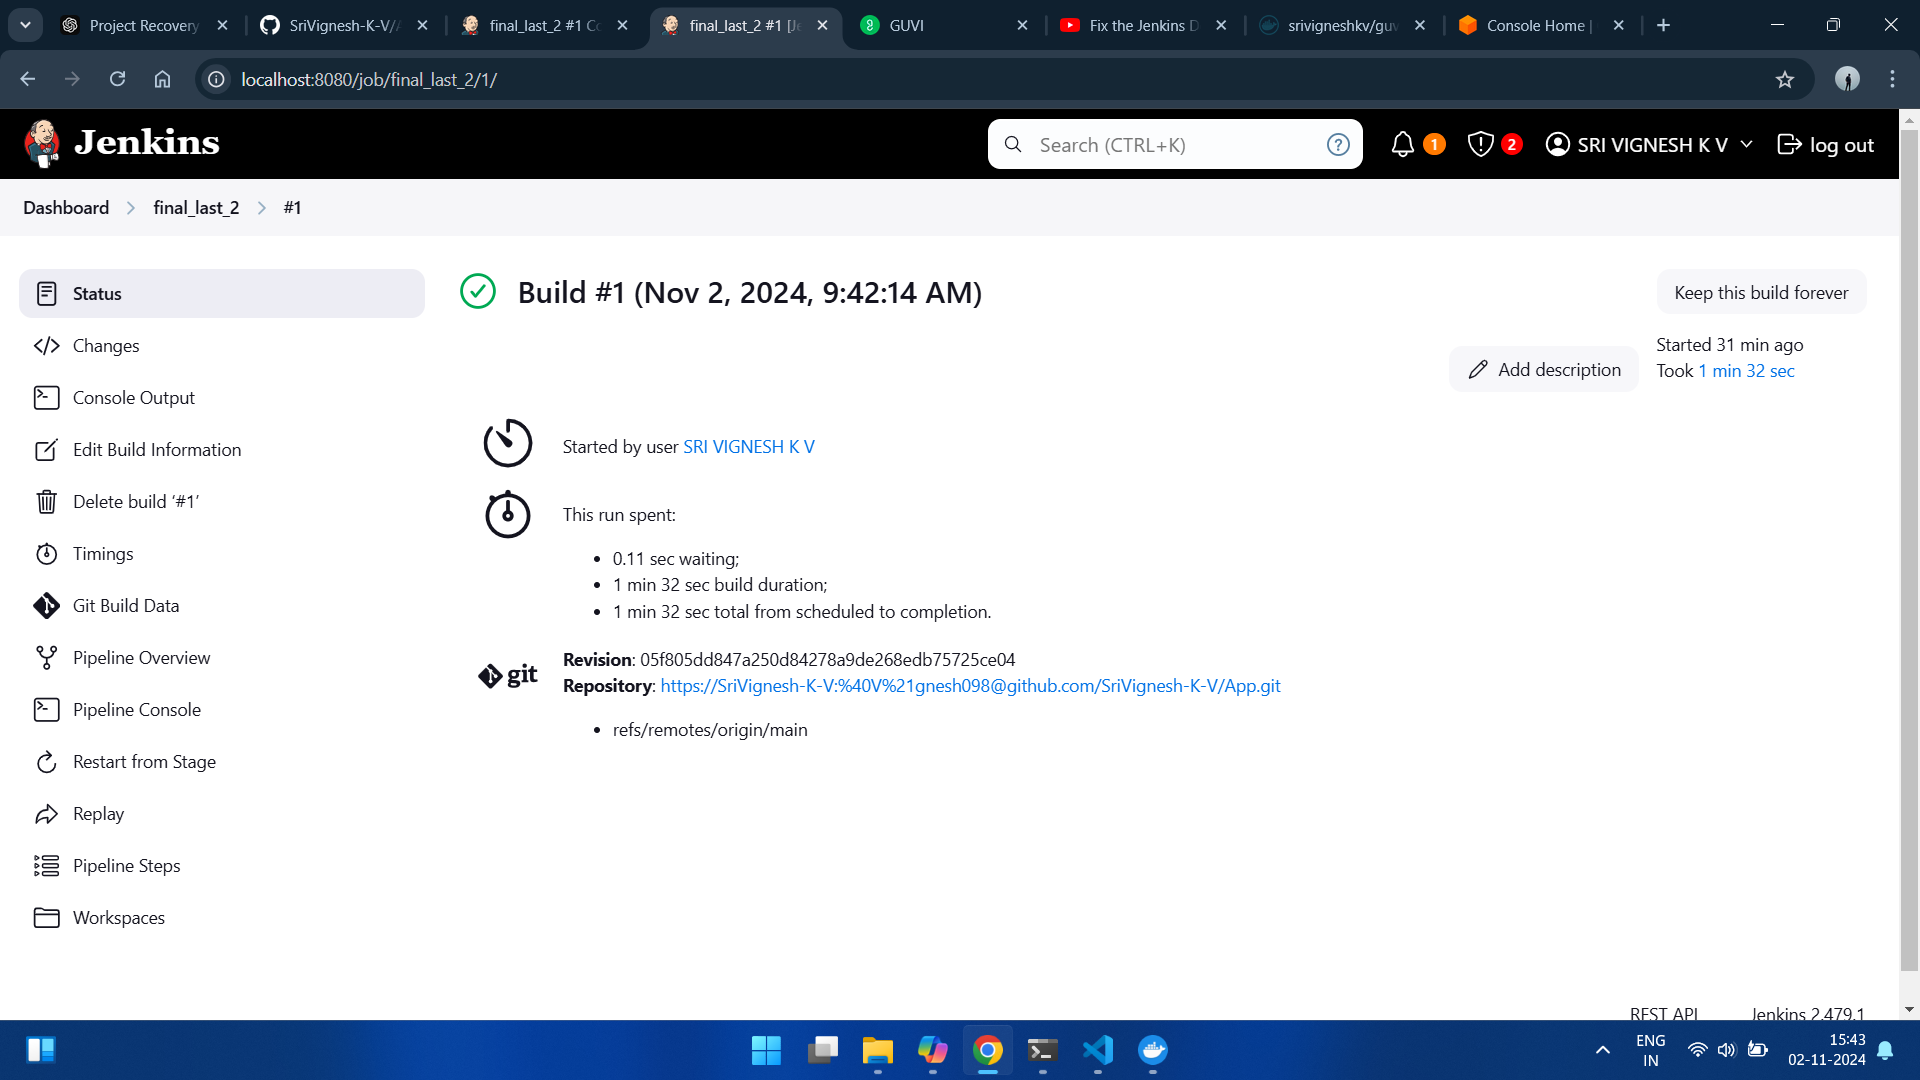 Project Recovery
SriVignesh-K-V/A
final_last_2 #1 Co
final_last_2 #1 [Je
GUVI
Fix the Jenkins D
srivigneshkv/guv
Console Home |
localhost:8080/job/final_last_2/1/
Jenkins
Search (CTRL+K)
?
1
2
SRI VIGNESH K V
log out
Dashboard
final_last_2
#1
Status
Changes
Console Output
Edit Build Information
Delete build ‘#1’
Timings
Git Build Data
Pipeline Overview
Pipeline Console
Restart from Stage
Replay
Pipeline Steps
Workspaces
Build #1 (Nov 2, 2024, 9:42:14 AM)
Keep this build forever
Add description
Started 31 min ago
Took 1 min 32 sec
Started by user SRI VIGNESH K V
This run spent:
• 0.11 sec waiting;
• 1 min 32 sec build duration;
• 1 min 32 sec total from scheduled to completion.
git
Revision: 05f805dd847a250d84278a9de268edb75725ce04
Repository: https://SriVignesh-K-V:%40V%21gnesh098@github.com/SriVignesh-K-V/App.git
• refs/remotes/origin/main
REST API
Jenkins 2.479.1
ENG
IN
15:43
02-11-2024